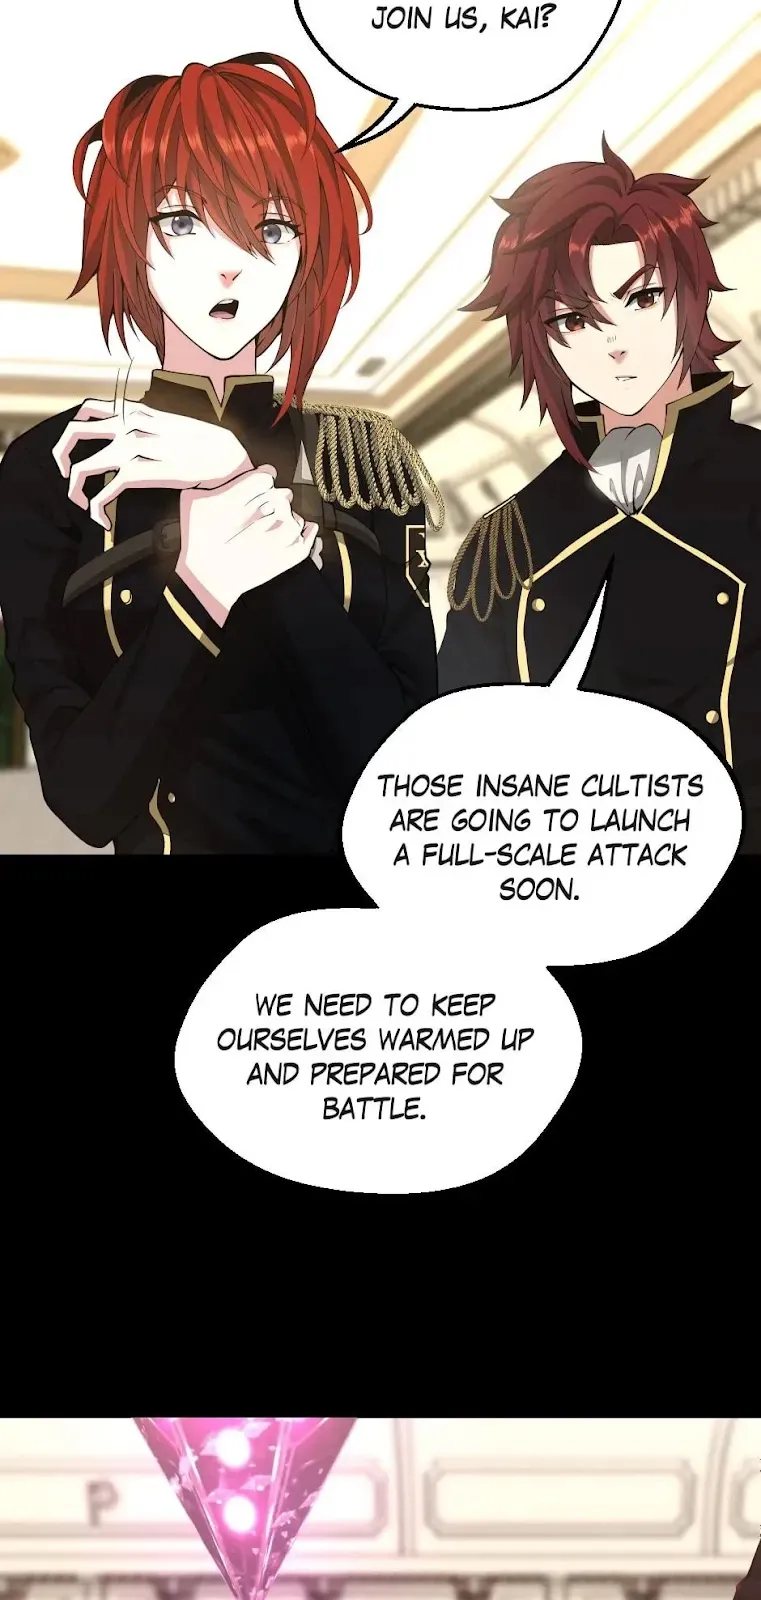 JOIN US, KAI?
THOSE INSANE CULTISTS
ARE GOING TO LAUNCH
A FULL-SCALE ATTACK
SOON.
WE NEED TO KEEP
OURSELVES WARMED UP
AND PREPARED FOR
BATTLE.
P